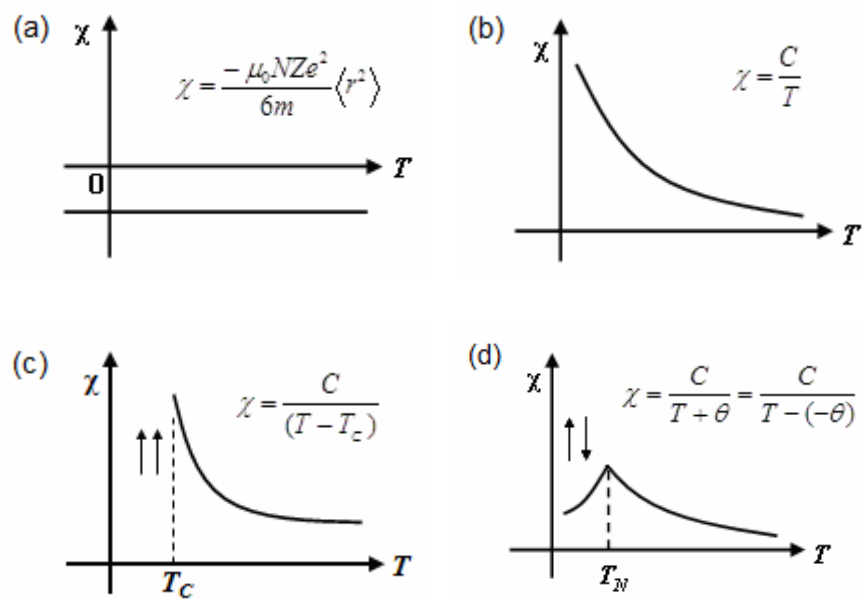 (a)
χ
χ = −μ₀NZe²/6m ⟨r²⟩
0
T
(b)
χ
χ = C/T
T
(c)
χ
χ = C/(T − T_C)
T_C
T
(d)
χ
χ = C/T + θ = C/T − (−θ)
T_N
T